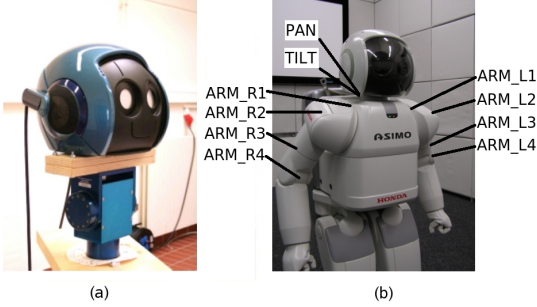 PAN
TILT
ARM_R1
ARM_R2
ARM_R3
ARM_R4
ARM_L1
ARM_L2
ARM_L3
ARM_L4
ASIMO
HONDA
(a)
(b)